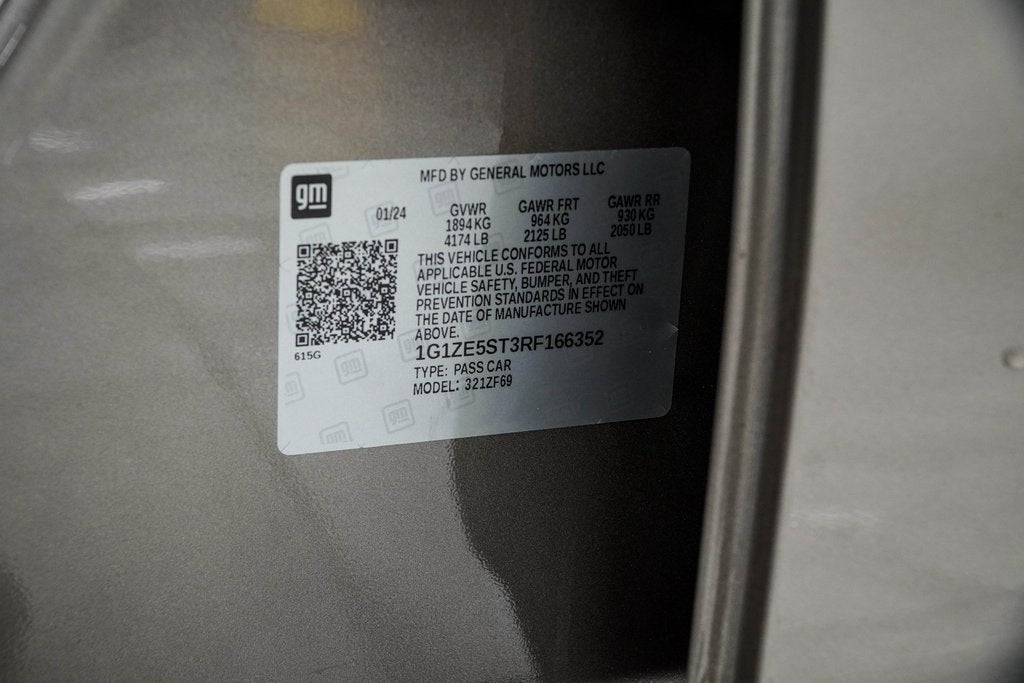 gm
MFD BY GENERAL MOTORS LLC
01/24
GVWR
1894 KG
4174 LB
GAWR FRT
964 KG
2125 LB
GAWR RR
930 KG
2050 LB
THIS VEHICLE CONFORMS TO ALL
APPLICABLE U.S. FEDERAL MOTOR
VEHICLE SAFETY, BUMPER, AND THEFT
PREVENTION STANDARDS IN EFFECT ON
THE DATE OF MANUFACTURE SHOWN
ABOVE.
615G
1G1ZE5ST3RF166352
TYPE: PASS CAR
MODEL: 321ZF69